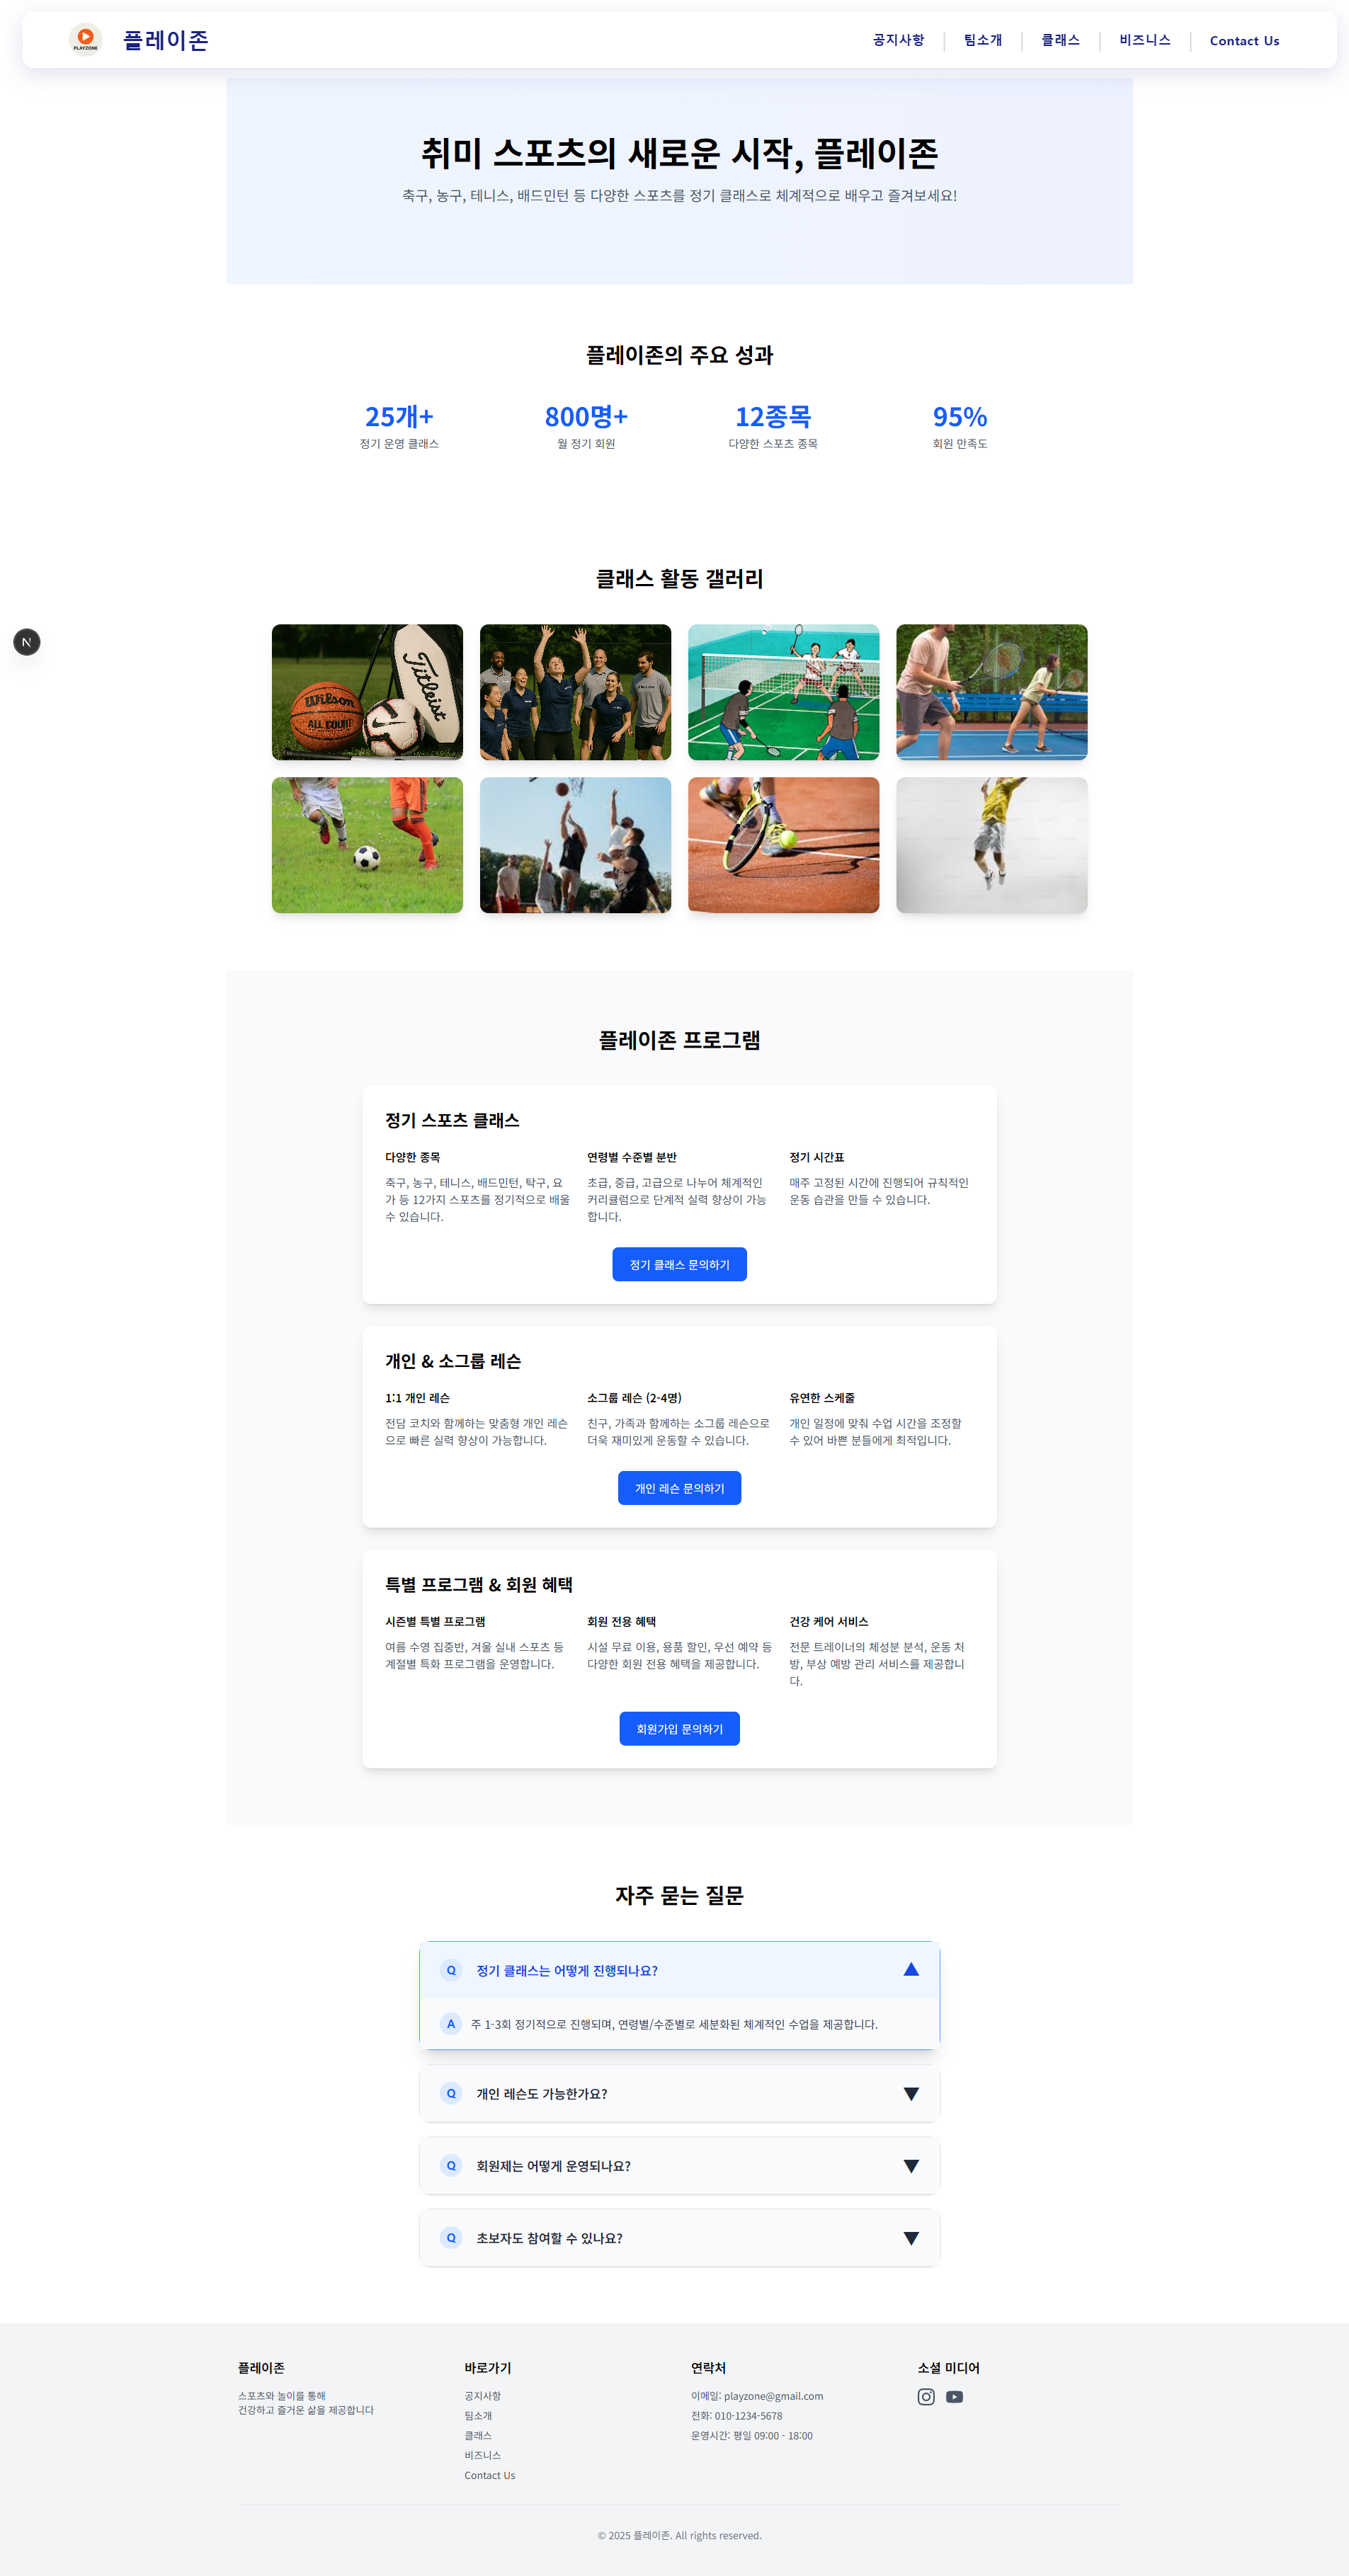 PLAYZONE
플레이존
공지사항
팀소개
클래스
비즈니스
Contact Us
취미 스포츠의 새로운 시작, 플레이존
축구, 농구, 테니스, 배드민턴 등 다양한 스포츠를 정기 클래스로 체계적으로 배우고 즐겨보세요!
플레이존의 주요 성과
25개+
정기 운영 클래스
800명+
월 정기 회원
12종목
다양한 스포츠 종목
95%
회원 만족도
클래스 활동 갤러리
Wilson
ALL COURT
Titleist
N
플레이존 프로그램
정기 스포츠 클래스
다양한 종목
축구, 농구, 테니스, 배드민턴, 탁구, 요
가 등 12가지 스포츠를 정기적으로 배울
수 있습니다.
연령별 수준별 분반
초급, 중급, 고급으로 나누어 체계적인
커리큘럼으로 단계적 실력 향상이 가능
합니다.
정기 시간표
매주 고정된 시간에 진행되어 규칙적인
운동 습관을 만들 수 있습니다.
정기 클래스 문의하기
개인 & 소그룹 레슨
1:1 개인 레슨
전담 코치와 함께하는 맞춤형 개인 레슨
으로 빠른 실력 향상이 가능합니다.
소그룹 레슨 (2-4명)
친구, 가족과 함께하는 소그룹 레슨으로
더욱 재미있게 운동할 수 있습니다.
유연한 스케줄
개인 일정에 맞춰 수업 시간을 조정할
수 있어 바쁜 분들에게 최적입니다.
개인 레슨 문의하기
특별 프로그램 & 회원 혜택
시즌별 특별 프로그램
여름 수영 집중반, 겨울 실내 스포츠 등
계절별 특화 프로그램을 운영합니다.
회원 전용 혜택
시설 무료 이용, 용품 할인, 우선 예약 등
다양한 회원 전용 혜택을 제공합니다.
건강 케어 서비스
전문 트레이너의 체성분 분석, 운동 처
방, 부상 예방 관리 서비스를 제공합니
다.
회원가입 문의하기
자주 묻는 질문
Q 정기 클래스는 어떻게 진행되나요? ▲
A 주 1-3회 정기적으로 진행되며, 연령별/수준별로 세분화된 체계적인 수업을 제공합니다.
Q 개인 레슨도 가능한가요? ▼
Q 회원제는 어떻게 운영되나요? ▼
Q 초보자도 참여할 수 있나요? ▼
플레이존
스포츠와 놀이를 통해
건강하고 즐거운 삶을 제공합니다
바로가기
공지사항
팀소개
클래스
비즈니스
Contact Us
연락처
이메일: playzone@gmail.com
전화: 010-1234-5678
운영시간: 평일 09:00 - 18:00
소셜 미디어
© 2025 플레이존. All rights reserved.